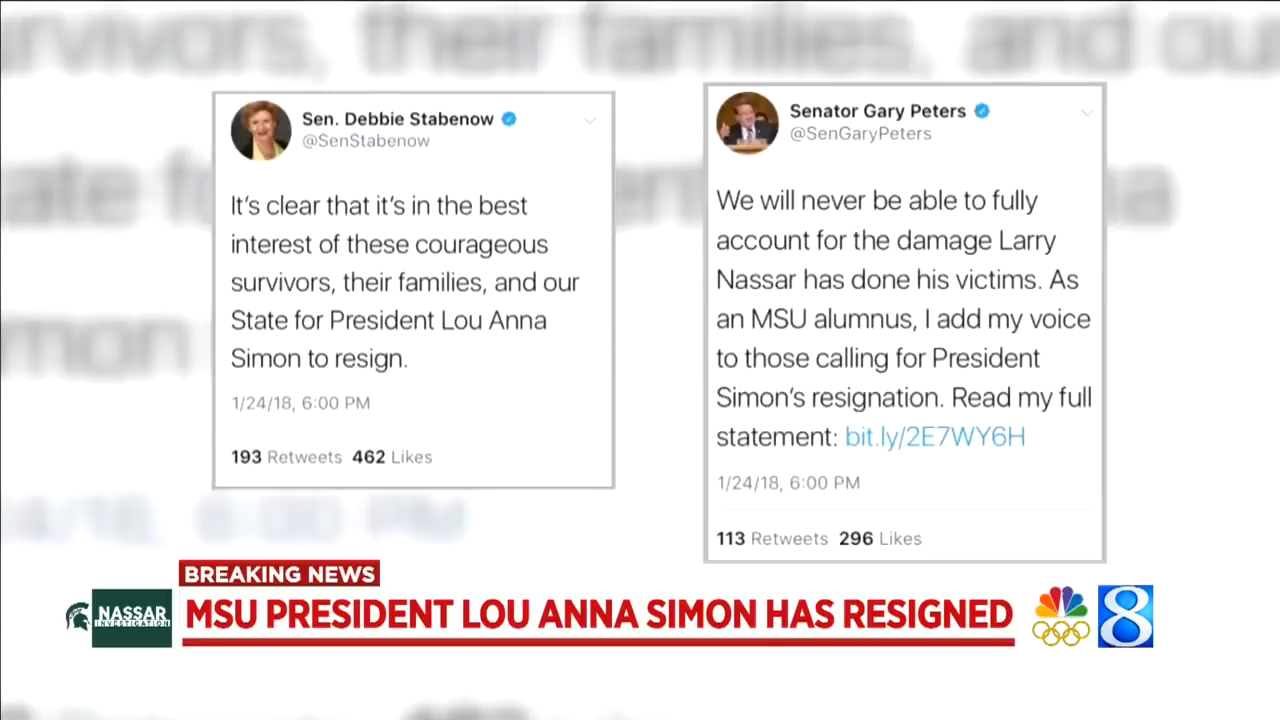 rvivors, their families, and ou
Sen. Debbie Stabenow
@SenStabenow
It's clear that it's in the best
interest of these courageous
survivors, their families, and our
State for President Lou Anna
Simon to resign.
1/24/18, 6:00 PM
193 Retweets 462 Likes
Senator Gary Peters
@SenGaryPeters
We will never be able to fully
account for the damage Larry
Nassar has done his victims. As
an MSU alumnus, I add my voice
to those calling for President
Simon's resignation. Read my full
statement: bit.ly/2E7WY6H
1/24/18, 6:00 PM
113 Retweets 296 Likes
BREAKING NEWS
NASSAR
INVESTIGATION
MSU PRESIDENT LOU ANNA SIMON HAS RESIGNED
8